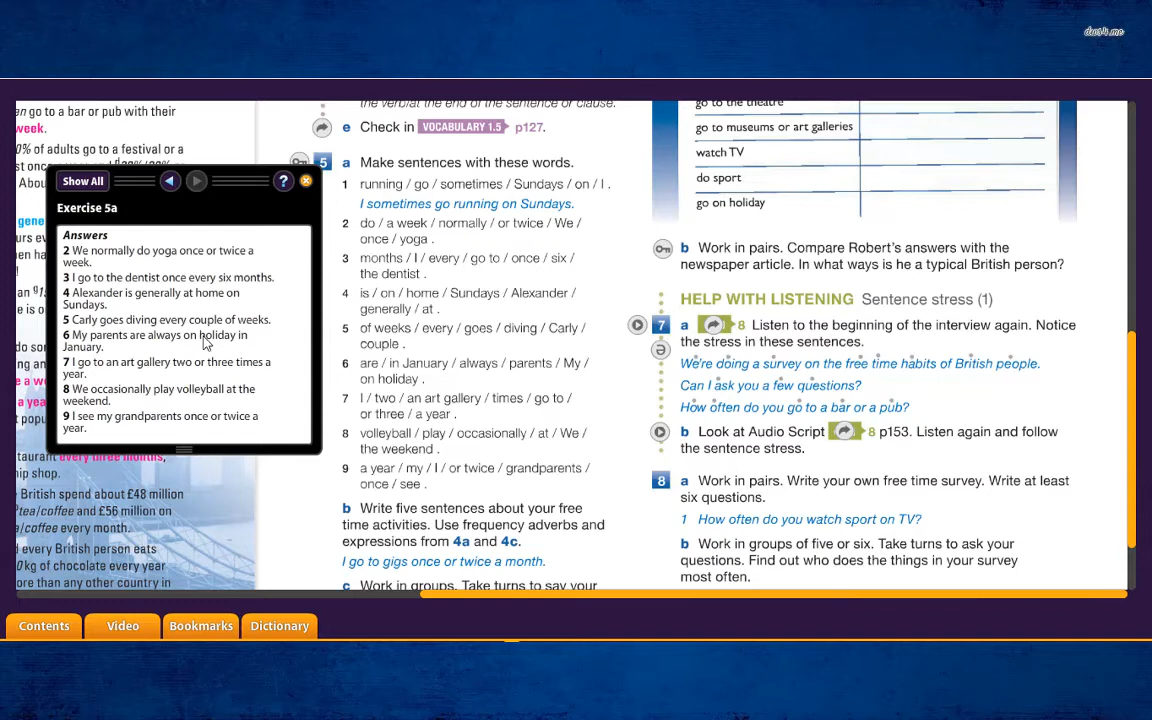 dars4.me
an go to a bar or pub with their
week.
0% of adults go to a festival or a
Abou
gene
Show All
?
Exercise 5a
Answers
2 We normally do yoga once or twice a
week.
3 I go to the dentist once every six months.
4 Alexander is generally at home on
Sundays.
5 Carly goes diving every couple of weeks.
6 My parents are always on holiday in
January.
7 I go to an art gallery two or three times a
year.
8 We occasionally play volleyball at the
weekend.
9 I see my grandparents once or twice a
year.
staurant every three months,
hip shop.
British spend about £48 million
tea/coffee and £56 million on
a/coffee every month.
d every British person eats
0kg of chocolate every year
ore than any other country in
the verb/at the end of the sentence or clause.
e Check in VOCABULARY 1.5 p127.
5 a Make sentences with these words.
1 running / go / sometimes / Sundays / on / I .
I sometimes go running on Sundays.
2 do / a week / normally / or twice / We /
once / yoga .
3 months / I / every / go to / once / six /
the dentist .
4 is / on / home / Sundays / Alexander /
generally / at .
5 of weeks / every / goes / diving / Carly /
couple .
6 are / in January / always / parents / My /
on holiday .
7 I / two / an art gallery / times / go to /
or three / a year .
8 volleyball / play / occasionally / at / We /
the weekend .
9 a year / my / I / or twice / grandparents /
once / see .
b Write five sentences about your free
time activities. Use frequency adverbs and
expressions from 4a and 4c.
I go to gigs once or twice a month.
c Work in groups. Take turns to say your
go to the theatre
go to museums or art galleries
watch TV
do sport
go on holiday
b Work in pairs. Compare Robert's answers with the
newspaper article. In what ways is he a typical British person?
HELP WITH LISTENING Sentence stress (1)
7 a 8 Listen to the beginning of the interview again. Notice
the stress in these sentences.
We're doing a survey on the free time habits of British people.
Can I ask you a few questions?
How often do you go to a bar or a pub?
b Look at Audio Script 8 p153. Listen again and follow
the sentence stress.
8 a Work in pairs. Write your own free time survey. Write at least
six questions.
1 How often do you watch sport on TV?
b Work in groups of five or six. Take turns to ask your
questions. Find out who does the things in your survey
most often.
Contents
Video
Bookmarks
Dictionary